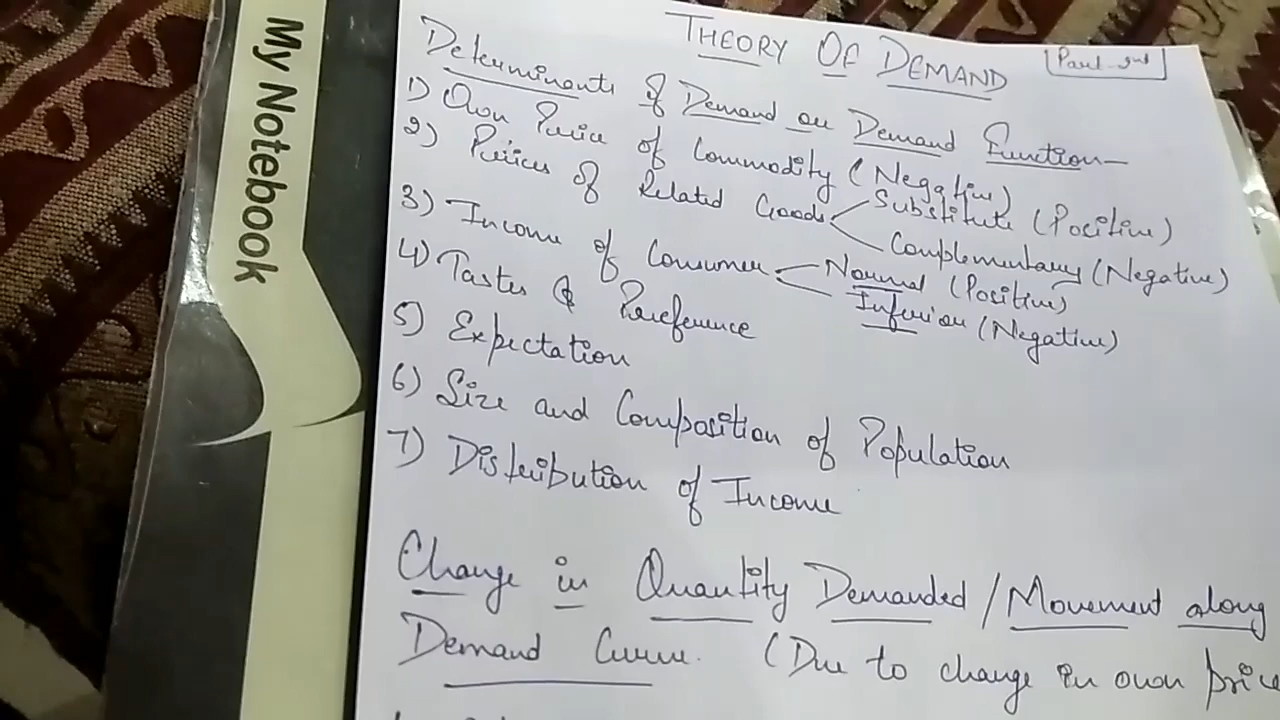 My Notebook
THEORY OF DEMAND
Determinants of Demand or Demand Function—
1) Own Price of Commodity (Negative)
2) Prices of Related Goods Substitute (Positive)
Complementary (Negative)
3) Income of Consumer Normal (Positive)
Inferior (Negative)
4) Tastes & Preference
5) Expectation
6) Size and Composition of Population
7) Distribution of Income
Change in Quantity Demanded / Movement along
Demand Curve. (Due to change in own price